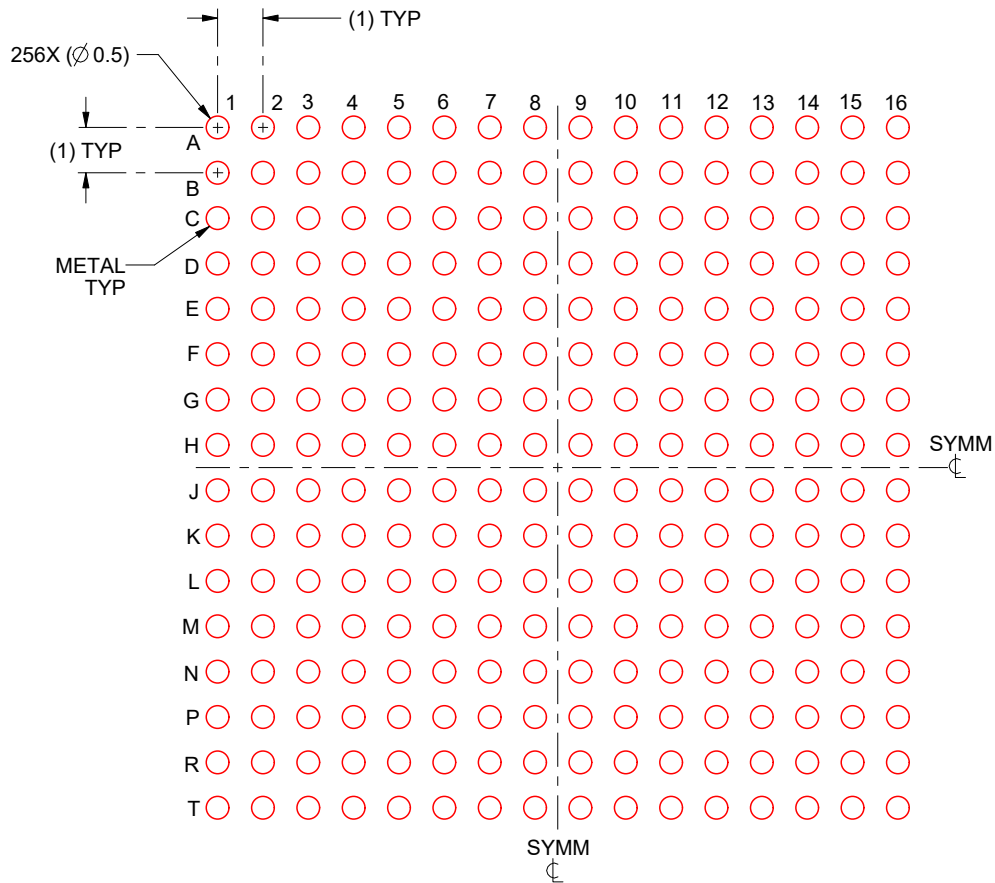 (1) TYP
256X (∅ 0.5)
1 2 3 4 5 6 7 8 9 10 11 12 13 14 15 16
A
(1) TYP
B
C
METAL
TYP
D
E
F
G
H
SYMM
℄
J
K
L
M
N
P
R
T
SYMM
℄